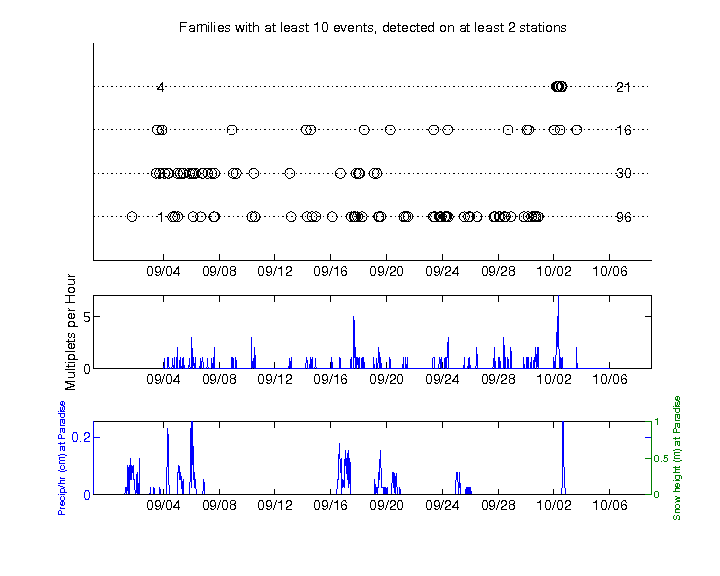 Families with at least 10 events, detected on at least 2 stations
4 21
16
30
1 96
09/04 09/08 09/12 09/16 09/20 09/24 09/28 10/02 10/06
Multiplets per Hour
5
0
09/04 09/08 09/12 09/16 09/20 09/24 09/28 10/02 10/06
Precip/hr (cm) at Paradise
0.2
0
1
0.5
0
Snow height (m) at Paradise
09/04 09/08 09/12 09/16 09/20 09/24 09/28 10/02 10/06